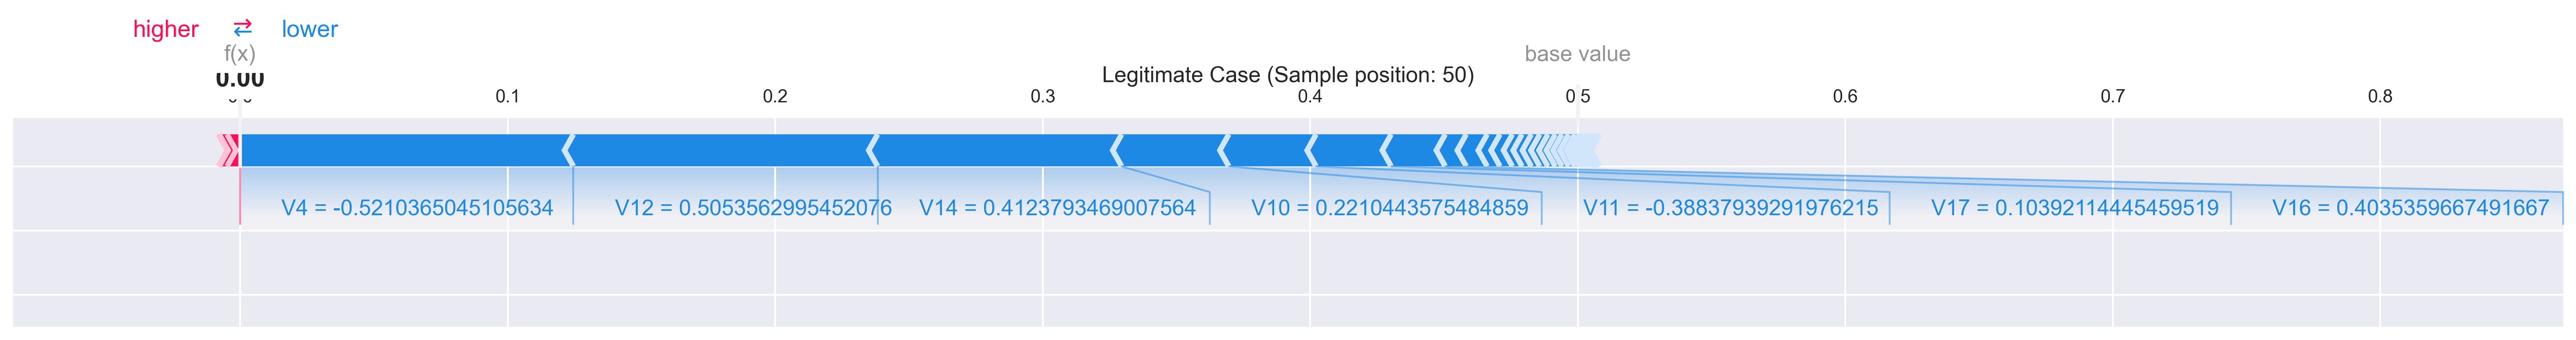 higher ⇄ lower
f(x)
base value
0.00
Legitimate Case (Sample position: 50)
0.1 0.2 0.3 0.4 0.5 0.6 0.7 0.8
V4 = -0.5210365045105634 V12 = 0.5053562995452076 V14 = 0.4123793469007564 V10 = 0.2210443575484859 V11 = -0.38837939291976215 V17 = 0.10392114445459519 V16 = 0.4035359667491667